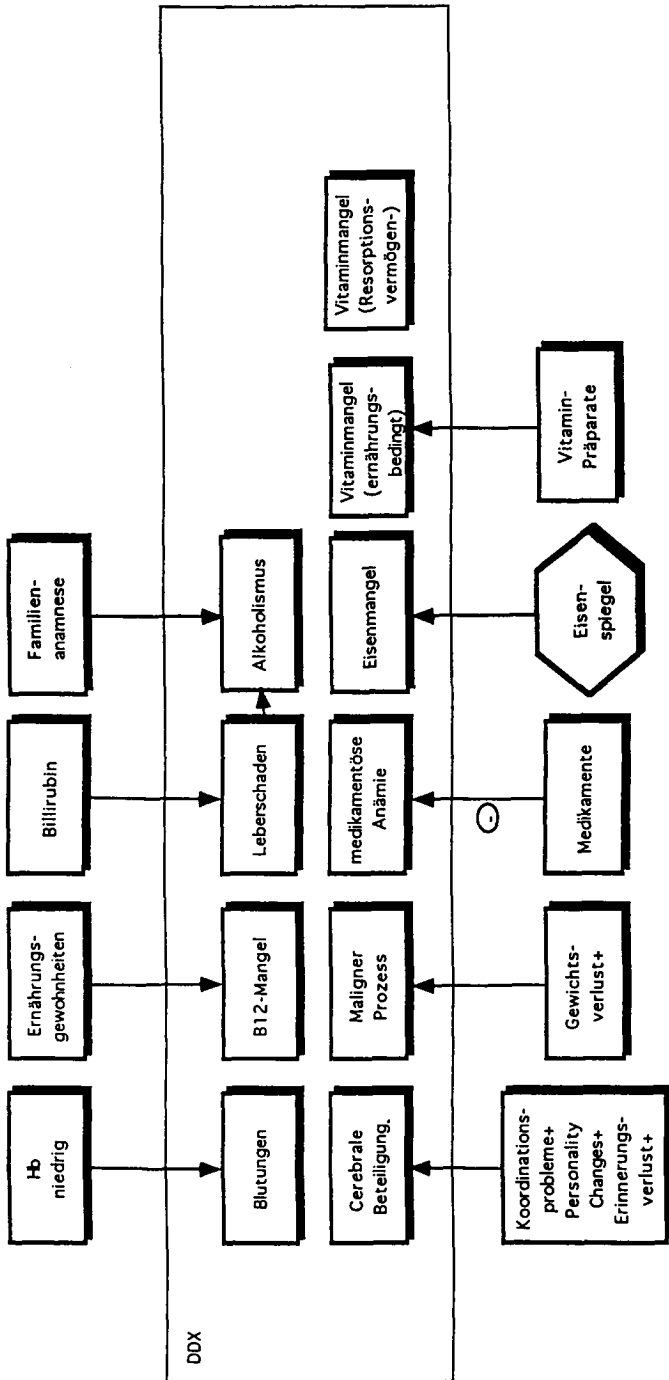 Hb
niedrig
Ernährungs-
gewohnheiten
Billirubin
Familien-
anamnese
DDX
Blutungen
B12-Mangel
Leberschaden
Alkoholismus
Cerebrale
Beteiligung.
Maligner
Prozess
medikamentöse
Anämie
Eisenmangel
Vitaminmangel
(ernährungs-
bedingt)
Vitaminmangel
(Resorptions-
vermögen-)
-
Koordinations-
probleme+
Personality
Changes+
Erinnerungs-
verlust+
Gewichts-
verlust+
Medikamente
Eisen-
spiegel
Vitamin-
Präparate